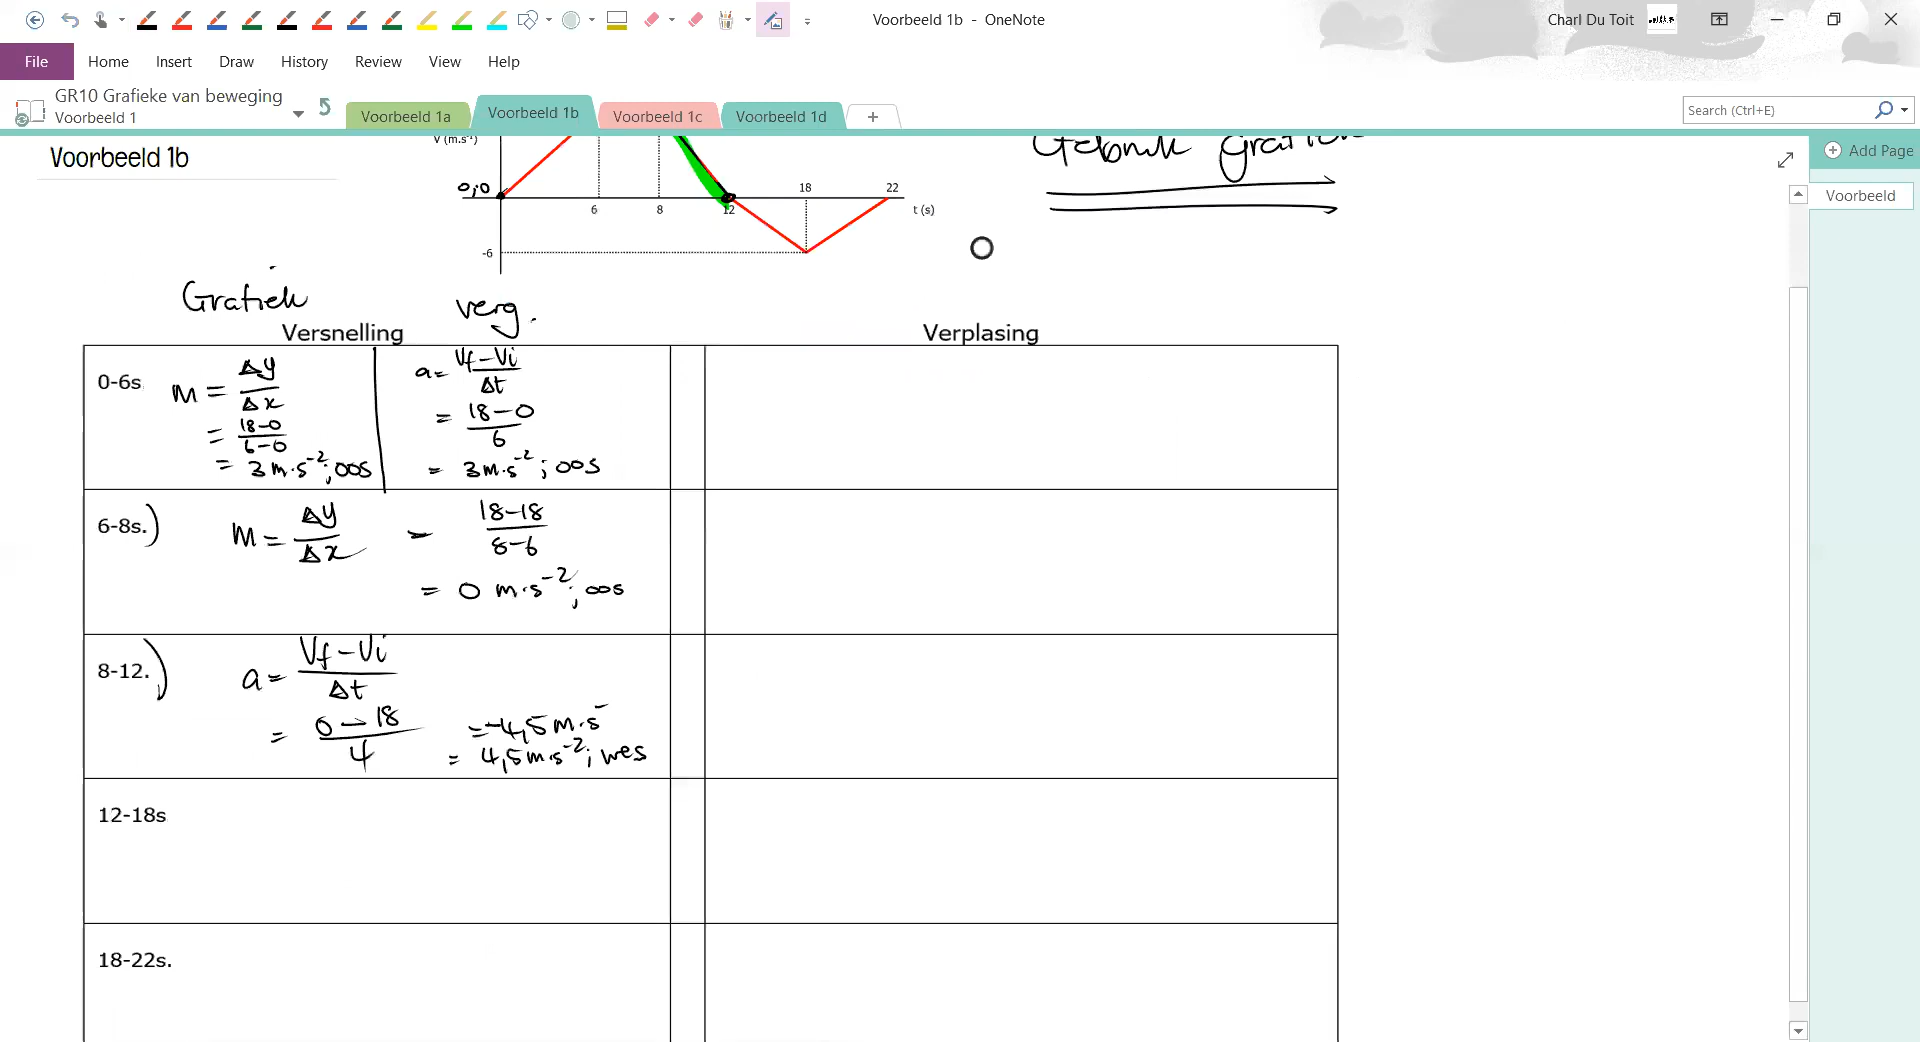 Voorbeeld 1b - OneNote
Charl Du Toit
File Home Insert Draw History Review View Help
GR10 Grafieke van beweging
Voorbeeld 1
Voorbeeld 1a
Voorbeeld 1b
Voorbeeld 1c
Voorbeeld 1d
+
Search (Ctrl+E)
Add Page
Voorbeeld
Voorbeeld 1b
V (m.s⁻¹)
Gebruik grafiek
0;0
18 22
6 8 12 t (s)
-6
Grafiek verg.
Versnelling Verplasing
0-6s.
m = Δy/Δx
= 18-0/6-0
= 3 m·s⁻²; oos
a = Vf-Vi/Δt
= 18-0/6
= 3 m·s⁻²; oos
6-8s.)
m = Δy/Δx = 18-18/8-6
= 0 m·s⁻²; oos
8-12.)
a = Vf-Vi/Δt
= 0-18/4 = -4,5 m·s⁻
= 4,5 m·s⁻²; wes
12-18s
18-22s.